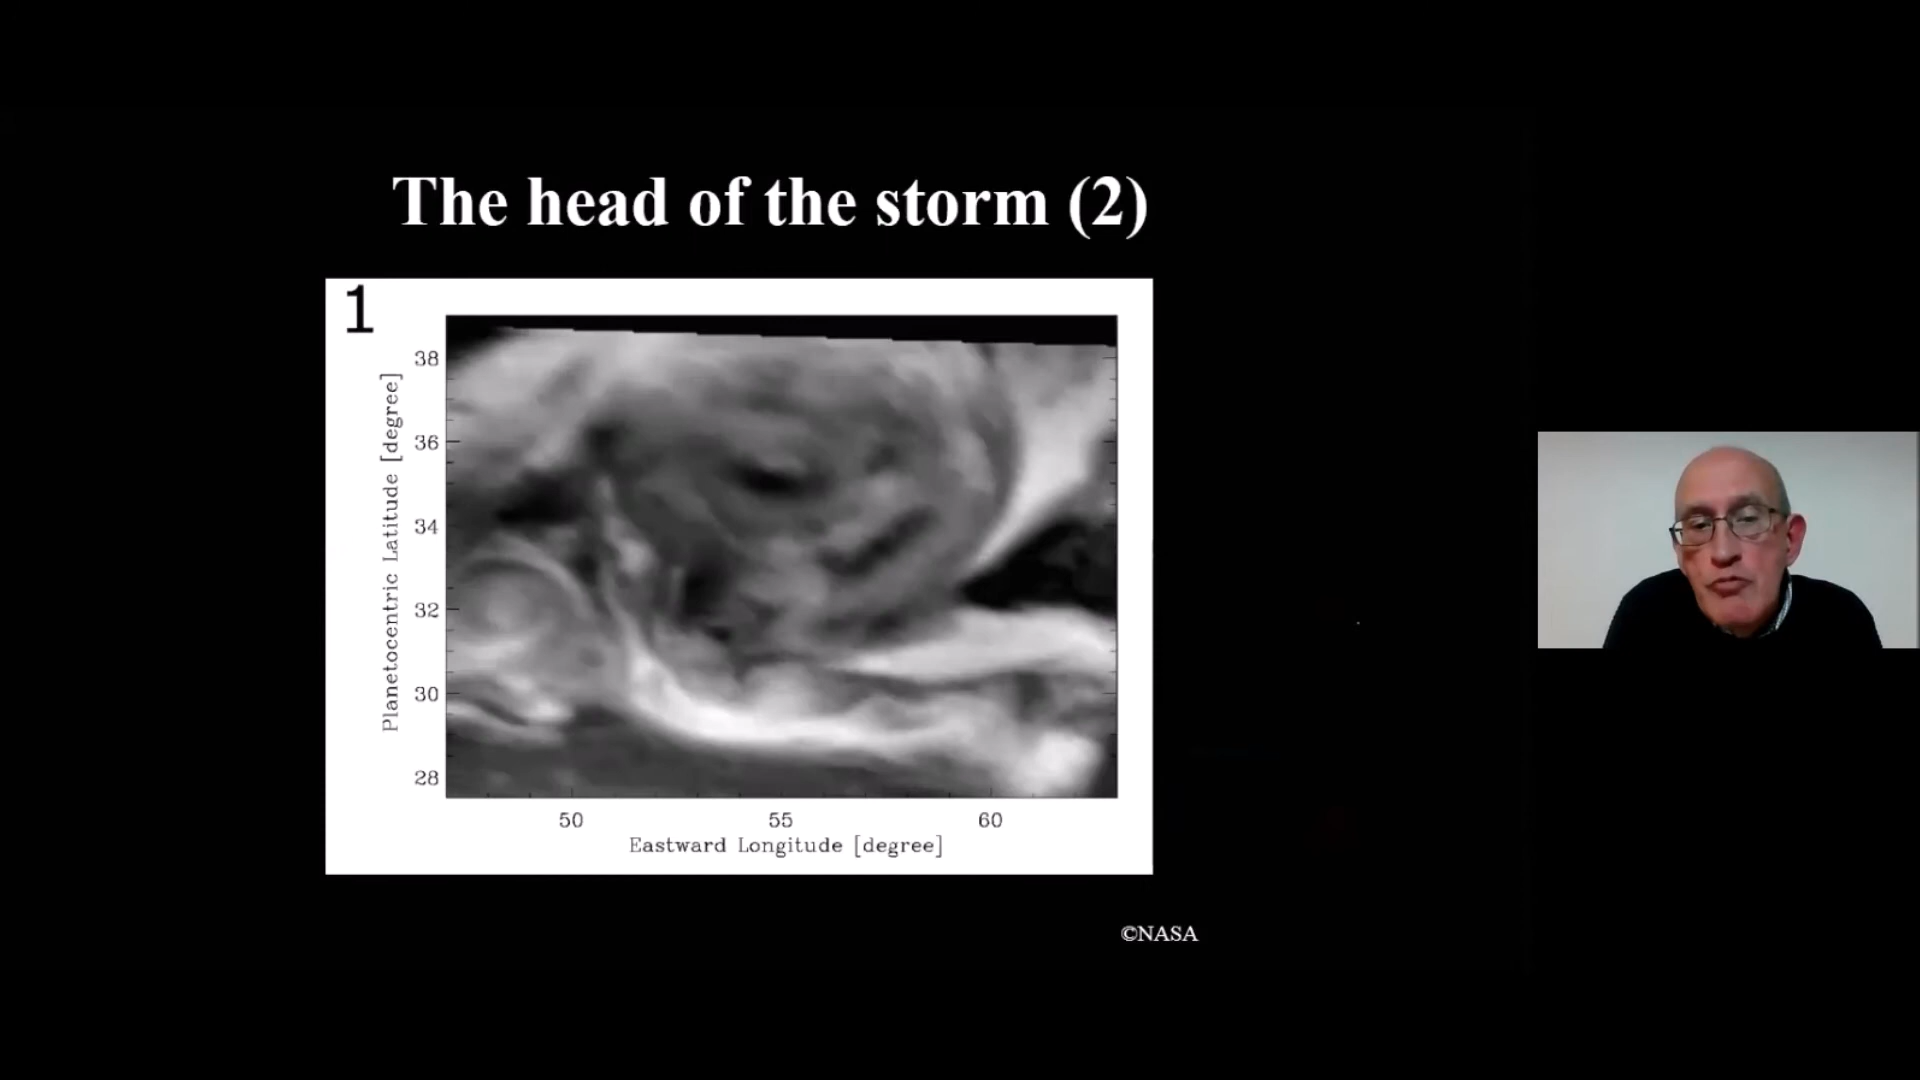 The head of the storm (2)
1
38
36
34
32
30
28
Planetocentric Latitude [degree]
50 55 60
Eastward Longitude [degree]
©NASA